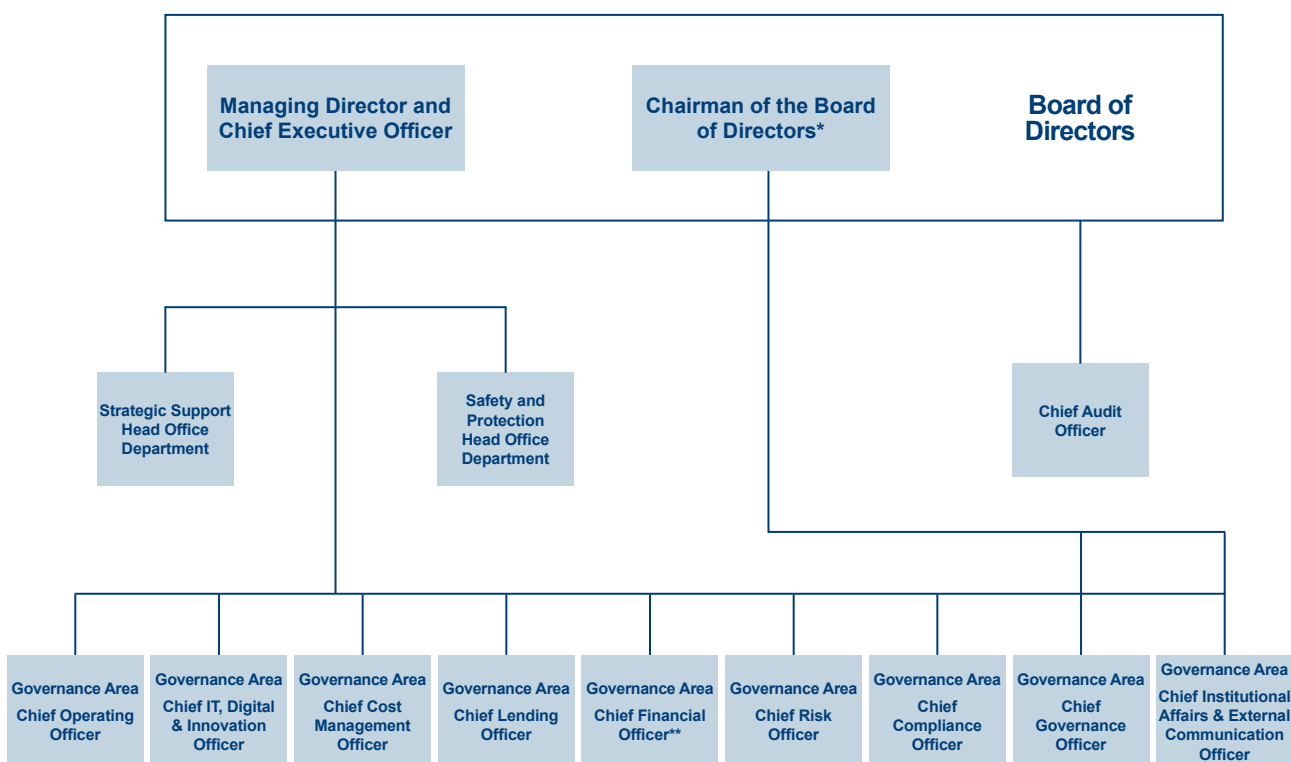 Managing Director and
Chief Executive Officer
Chairman of the Board
of Directors*
Board of
Directors
Strategic Support
Head Office
Department
Safety and
Protection
Head Office
Department
Chief Audit
Officer
Governance Area
Chief Operating
Officer
Governance Area
Chief IT, Digital
& Innovation
Officer
Governance Area
Chief Cost
Management
Officer
Governance Area
Chief Lending
Officer
Governance Area
Chief Financial
Officer**
Governance Area
Chief Risk
Officer
Governance Area
Chief
Compliance
Officer
Governance Area
Chief
Governance
Officer
Governance Area
Chief Institutional
Affairs & External
Communication
Officer